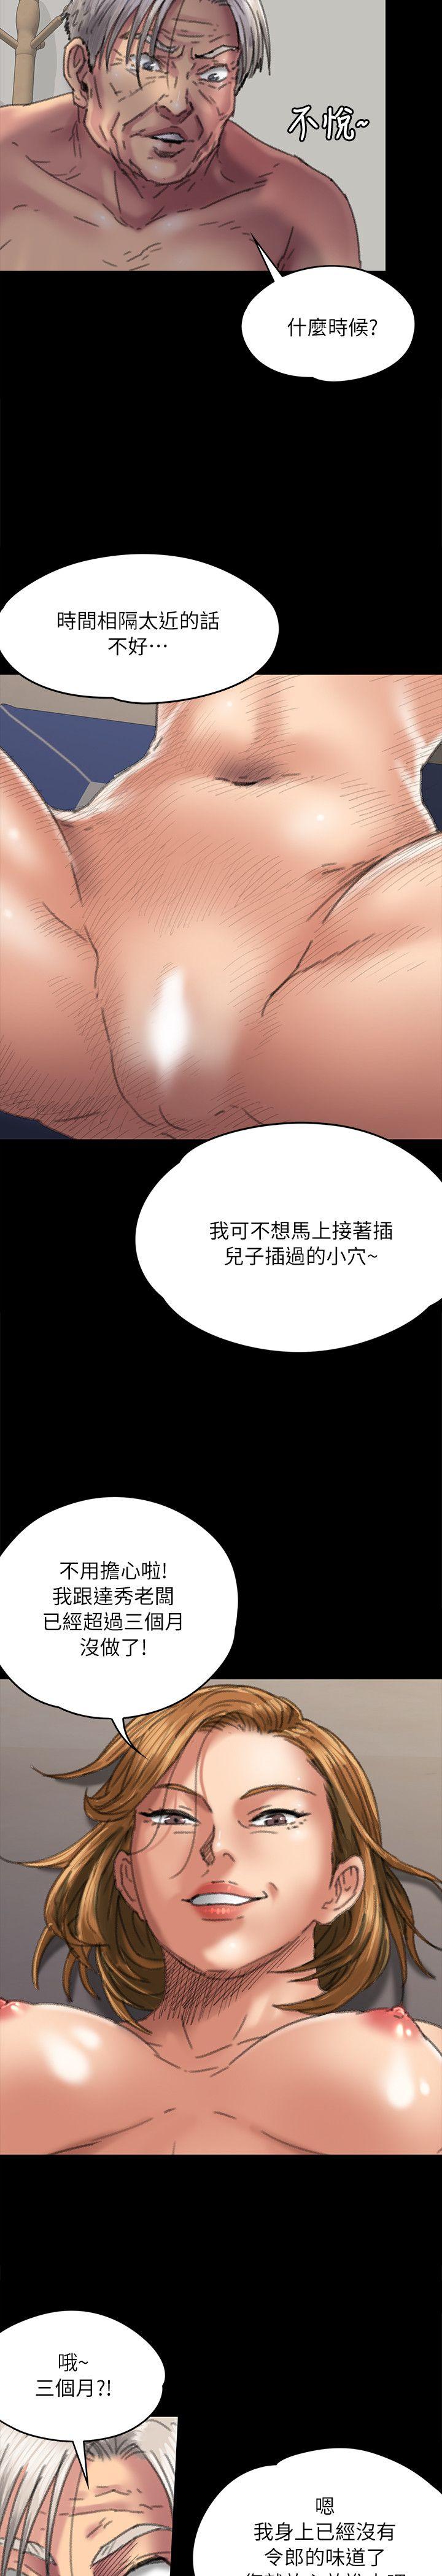 不悅~
什麼時候?
時間相隔太近的話
不好…
我可不想馬上接著插
兒子插過的小穴~
不用擔心啦!
我跟達秀老闆
已經超過三個月
沒做了!
哦~
三個月?!
嗯
我身上已經沒有
令郎的味道了